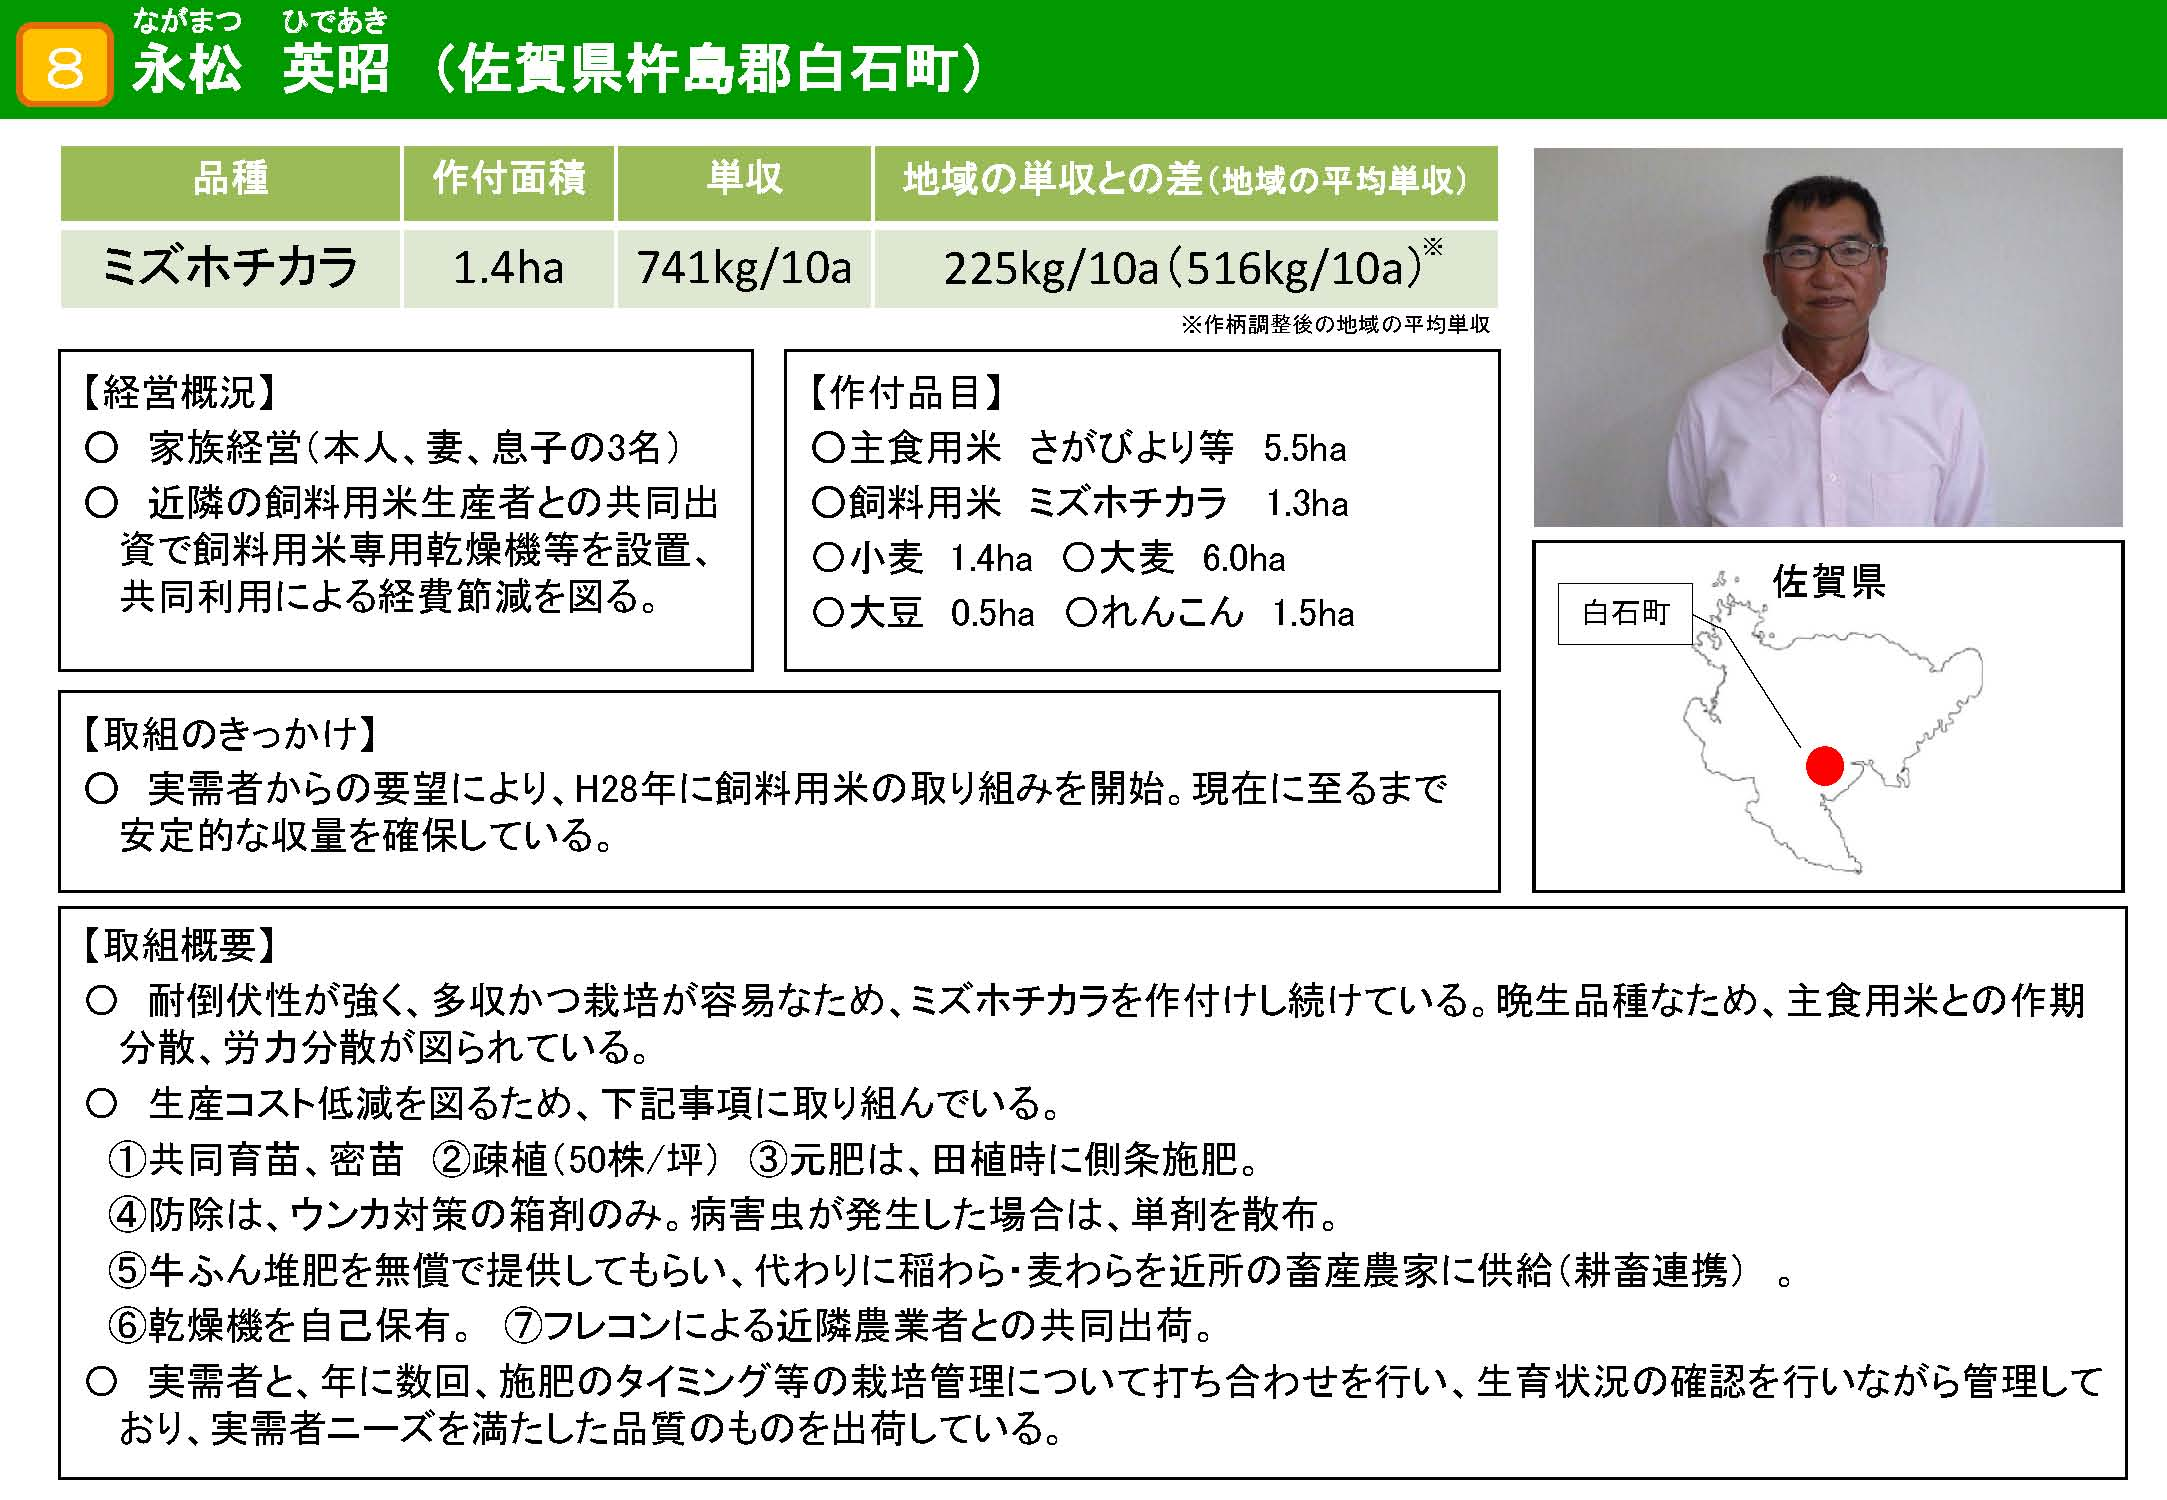 ながまつ　ひであき
8 永松　英昭　（佐賀県杵島郡白石町）
品種　作付面積　単収　地域の単収との差（地域の平均単収）
ミズホチカラ　1.4ha　741kg/10a　225kg/10a（516kg/10a）※
※作柄調整後の地域の平均単収
【経営概況】
〇　家族経営（本人、妻、息子の3名）
〇　近隣の飼料用米生産者との共同出
資で飼料用米専用乾燥機等を設置、
共同利用による経費節減を図る。
【作付品目】
〇主食用米　さがびより等　5.5ha
〇飼料用米　ミズホチカラ　1.3ha
〇小麦　1.4ha　〇大麦　6.0ha
〇大豆　0.5ha　〇れんこん　1.5ha
佐賀県
白石町
【取組のきっかけ】
〇　実需者からの要望により、H28年に飼料用米の取り組みを開始。現在に至るまで
安定的な収量を確保している。
【取組概要】
〇　耐倒伏性が強く、多収かつ栽培が容易なため、ミズホチカラを作付けし続けている。晩生品種なため、主食用米との作期
分散、労力分散が図られている。
〇　生産コスト低減を図るため、下記事項に取り組んでいる。
①共同育苗、密苗　②疎植（50株/坪）　③元肥は、田植時に側条施肥。
④防除は、ウンカ対策の箱剤のみ。病害虫が発生した場合は、単剤を散布。
⑤牛ふん堆肥を無償で提供してもらい、代わりに稲わら・麦わらを近所の畜産農家に供給（耕畜連携）　。
⑥乾燥機を自己保有。　⑦フレコンによる近隣農業者との共同出荷。
〇　実需者と、年に数回、施肥のタイミング等の栽培管理について打ち合わせを行い、生育状況の確認を行いながら管理して
おり、実需者ニーズを満たした品質のものを出荷している。